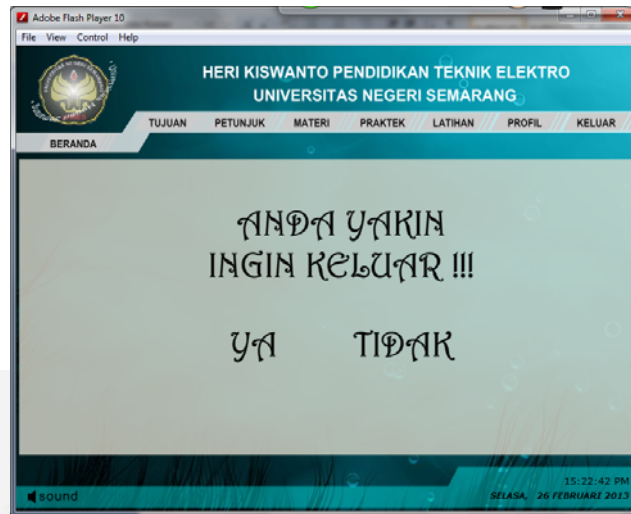 Adobe Flash Player 10
File View Control Help
HERI KISWANTO PENDIDIKAN TEKNIK ELEKTRO
UNIVERSITAS NEGERI SEMARANG
TUJUAN PETUNJUK MATERI PRAKTEK LATIHAN PROFIL KELUAR
BERANDA
ANDA YAKIN
INGIN KELUAR !!!
YA TIDAK
15:22:42 PM
sound
SELASA, 26 FEBRUARI 2013